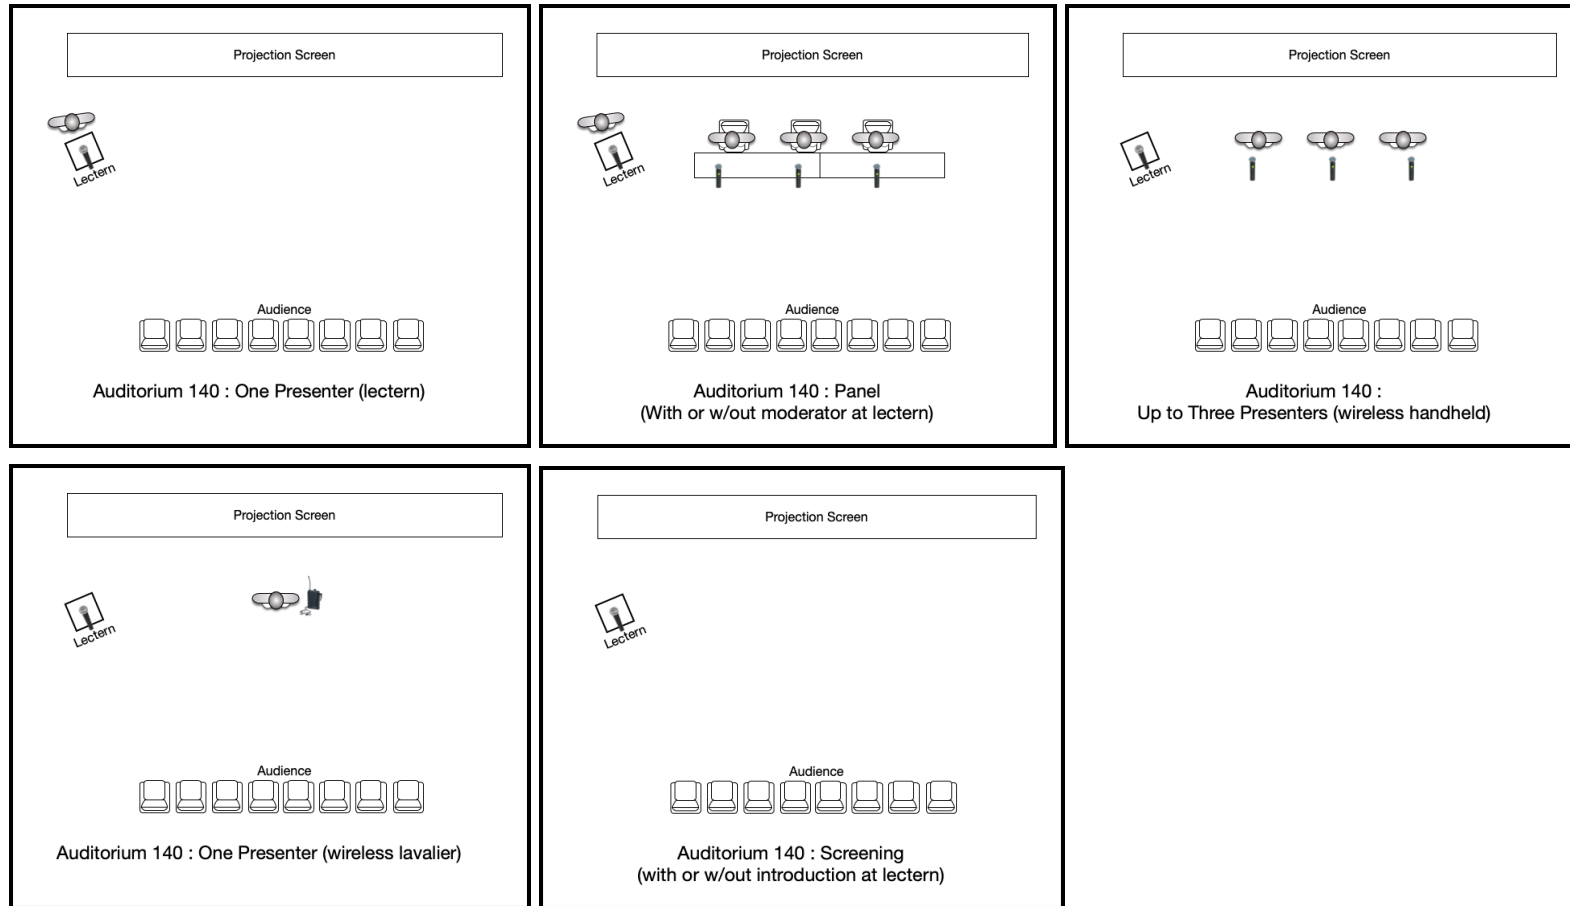 Projection Screen
Lectern
Audience
Auditorium 140 : One Presenter (lectern)
Projection Screen
Lectern
Audience
Auditorium 140 : Panel
(With or w/out moderator at lectern)
Projection Screen
Lectern
Audience
Auditorium 140 :
Up to Three Presenters (wireless handheld)
Projection Screen
Lectern
Audience
Auditorium 140 : One Presenter (wireless lavalier)
Projection Screen
Lectern
Audience
Auditorium 140 : Screening
(with or w/out introduction at lectern)